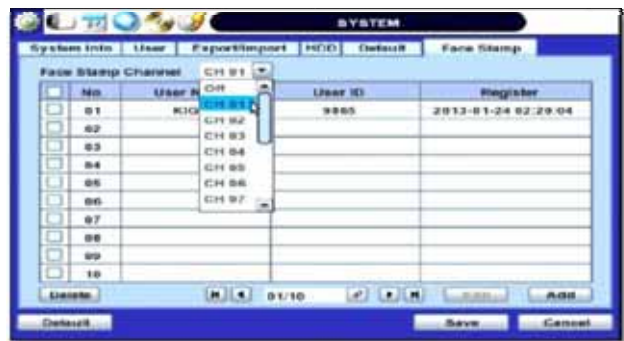 SYSTEM
System Info User Export/Import HDD Default Face Stamp
Face Stamp Channel CH 01
No User User ID Register
Off
01 9865 2013-01-24 02:29:04
CH 01
02
CH 02
03
CH 03
04
CH 04
05
CH 05
06
CH 06
CH 07
07
08
09
10
Delete 01/10 Add
Default Save Cancel